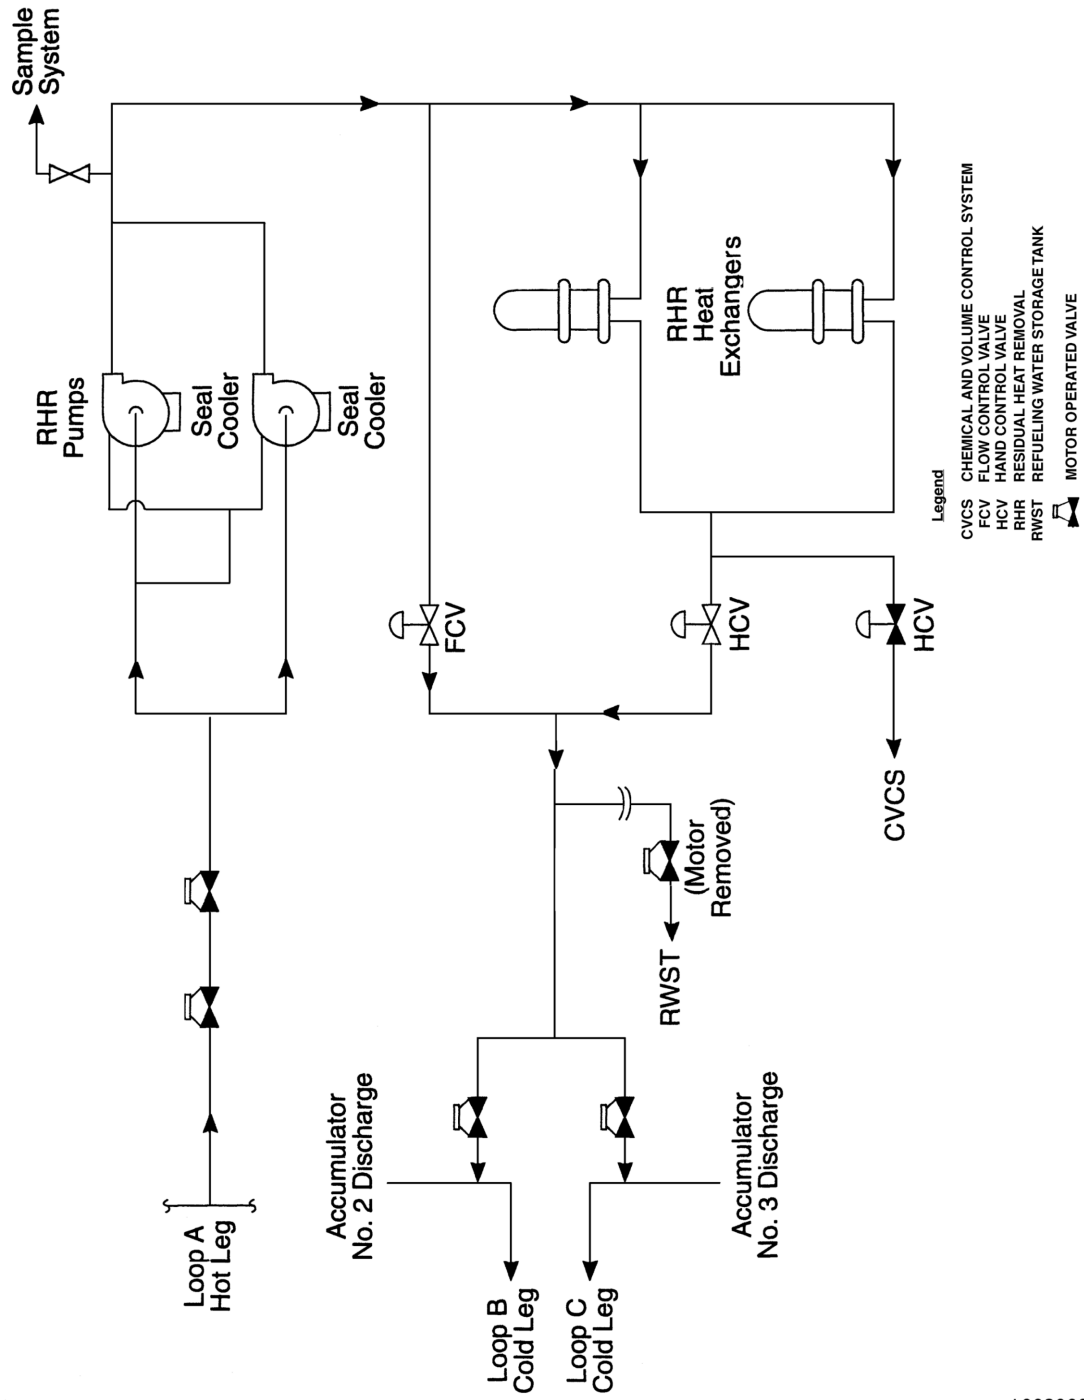 Sample
System
RHR
Pumps
Seal
Cooler
Seal
Cooler
RHR
Heat
Exchangers
FCV
HCV
HCV
CVCS
(Motor
Removed)
RWST
Loop A
Hot Leg
Accumulator
No. 2 Discharge
Accumulator
No. 3 Discharge
Loop B
Cold Leg
Loop C
Cold Leg
Legend
CVCS CHEMICAL AND VOLUME CONTROL SYSTEM
FCV FLOW CONTROL VALVE
HCV HAND CONTROL VALVE
RHR RESIDUAL HEAT REMOVAL
RWST REFUELING WATER STORAGE TANK
MOTOR OPERATED VALVE